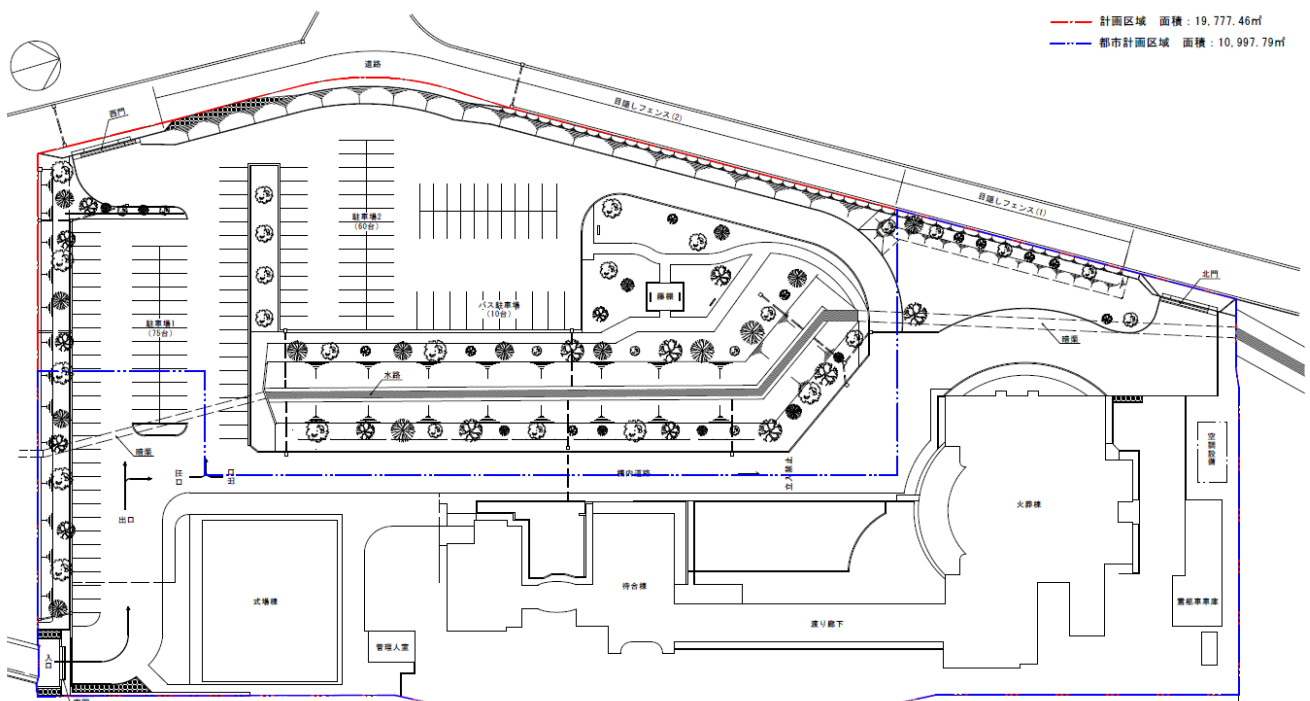 計画区域 面積：19,777.46㎡
都市計画区域 面積：10,997.79㎡
道路
西門
目隠しフェンス(2)
目隠しフェンス(1)
北門
駐車場2
(60台)
駐車場1
(75台)
バス駐車場
(10台)
藤棚
暗渠
水路
暗渠
空調設備
構内道路
立入禁止
出口
出口
出口
火葬棟
式場棟
待合棟
渡り廊下
管理人室
霊柩車車庫
入口